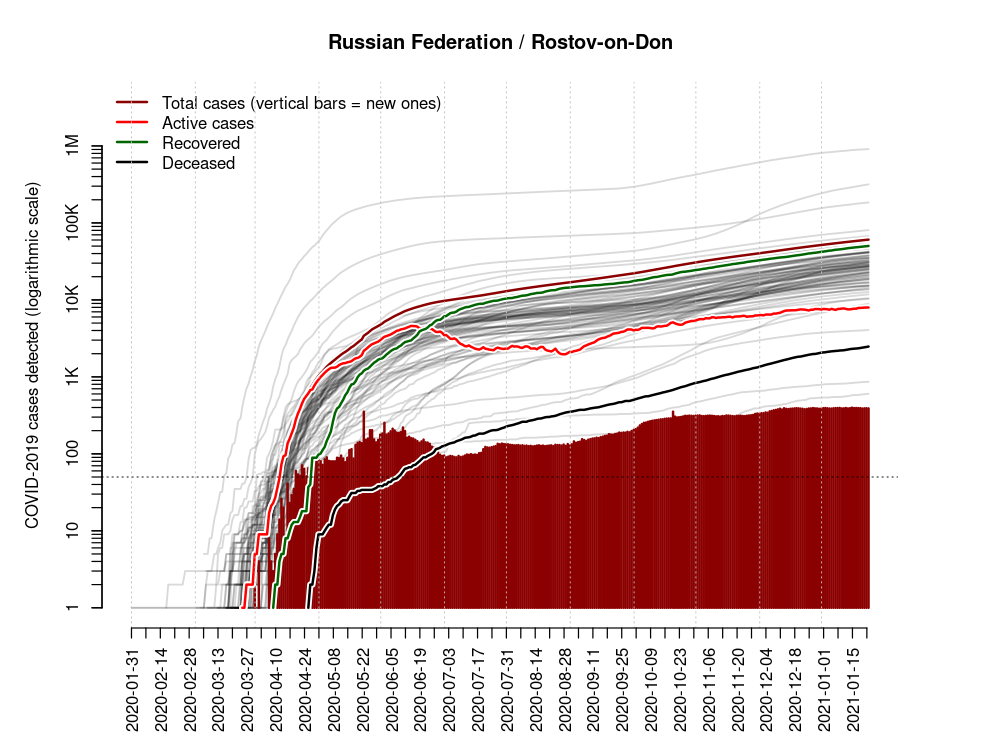 Russian Federation / Rostov-on-Don
Total cases (vertical bars = new ones)
Active cases
Recovered
Deceased
COVID-2019 cases detected (logarithmic scale)
1M
100K
10K
1K
100
10
1
2020-01-31
2020-02-14
2020-02-28
2020-03-13
2020-03-27
2020-04-10
2020-04-24
2020-05-08
2020-05-22
2020-06-05
2020-06-19
2020-07-03
2020-07-17
2020-07-31
2020-08-14
2020-08-28
2020-09-11
2020-09-25
2020-10-09
2020-10-23
2020-11-06
2020-11-20
2020-12-04
2020-12-18
2021-01-01
2021-01-15